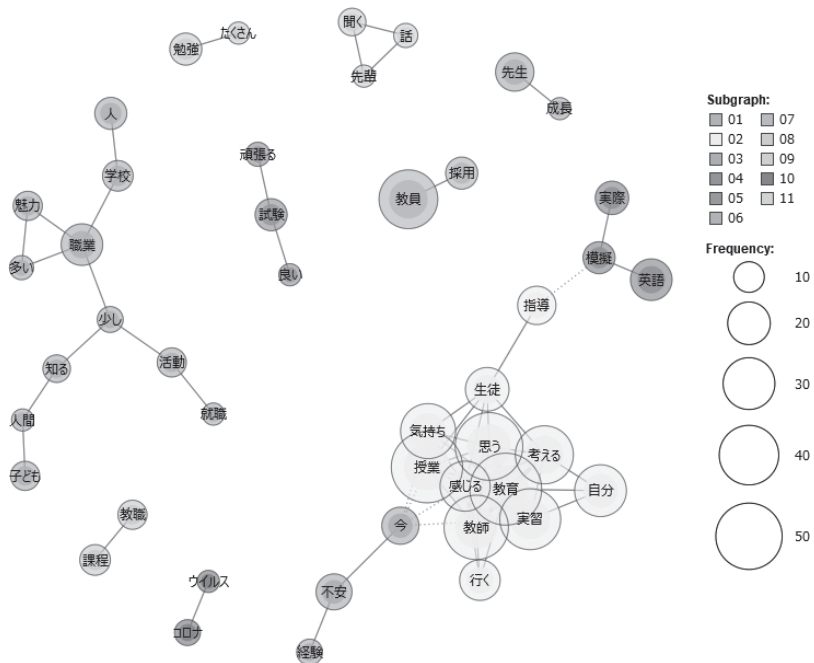 たくさん
勉強
聞く
話
先輩
先生
成長
人
学校
魅力
職業
多い
少し
知る
活動
人間
就職
子ども
頑張る
試験
良い
教員
採用
実際
模擬
英語
指導
生徒
気持ち
思う
考える
授業
感じる
教育
自分
実習
教師
今
行く
不安
経験
教職
課程
ウイルス
コロナ
Subgraph:
01 07
02 08
03 09
04 10
05 11
06
Frequency:
10
20
30
40
50